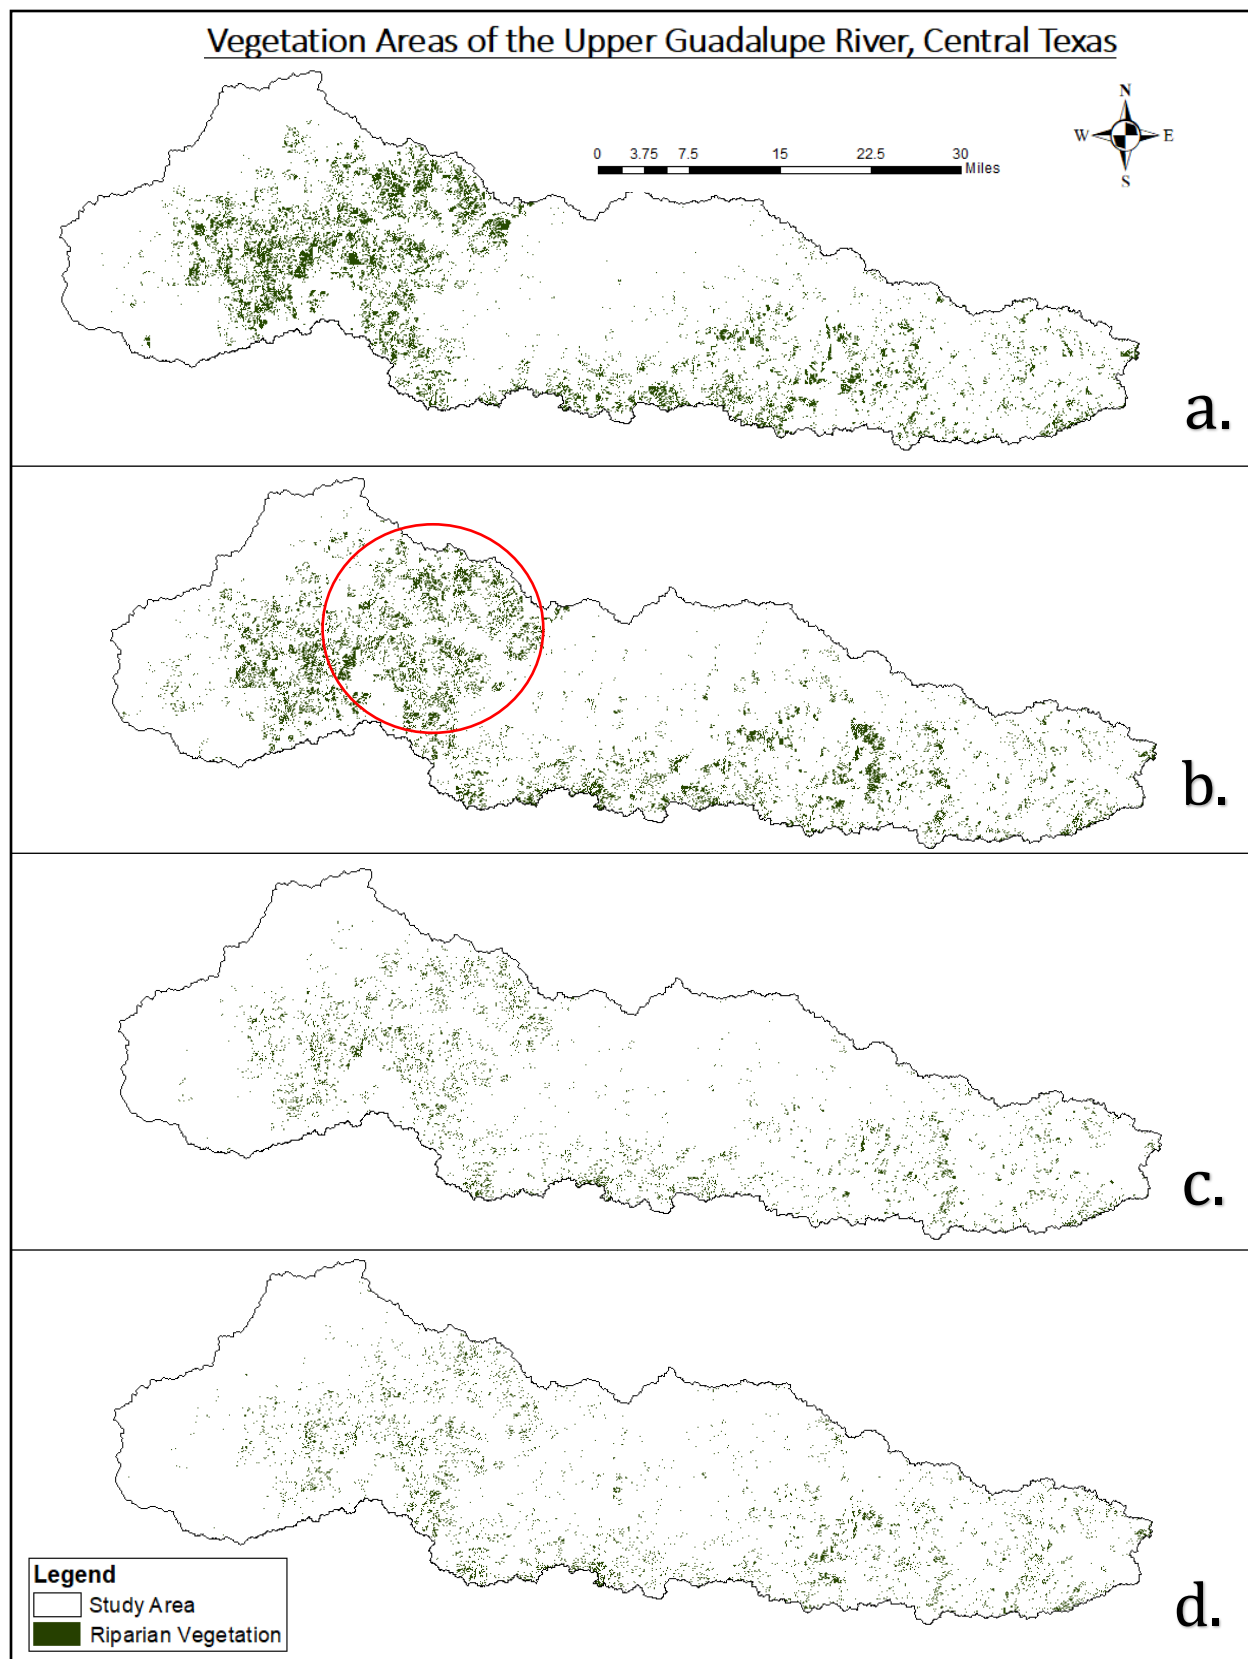 Vegetation Areas of the Upper Guadalupe River, Central Texas
N
W E
S
0 3.75 7.5 15 22.5 30
Miles
a.
b.
c.
d.
Legend
Study Area
Riparian Vegetation